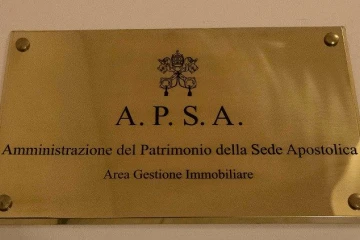 A. P. S. A.
Amministrazione del Patrimonio della Sede Apostolica
Area Gestione Immobiliare